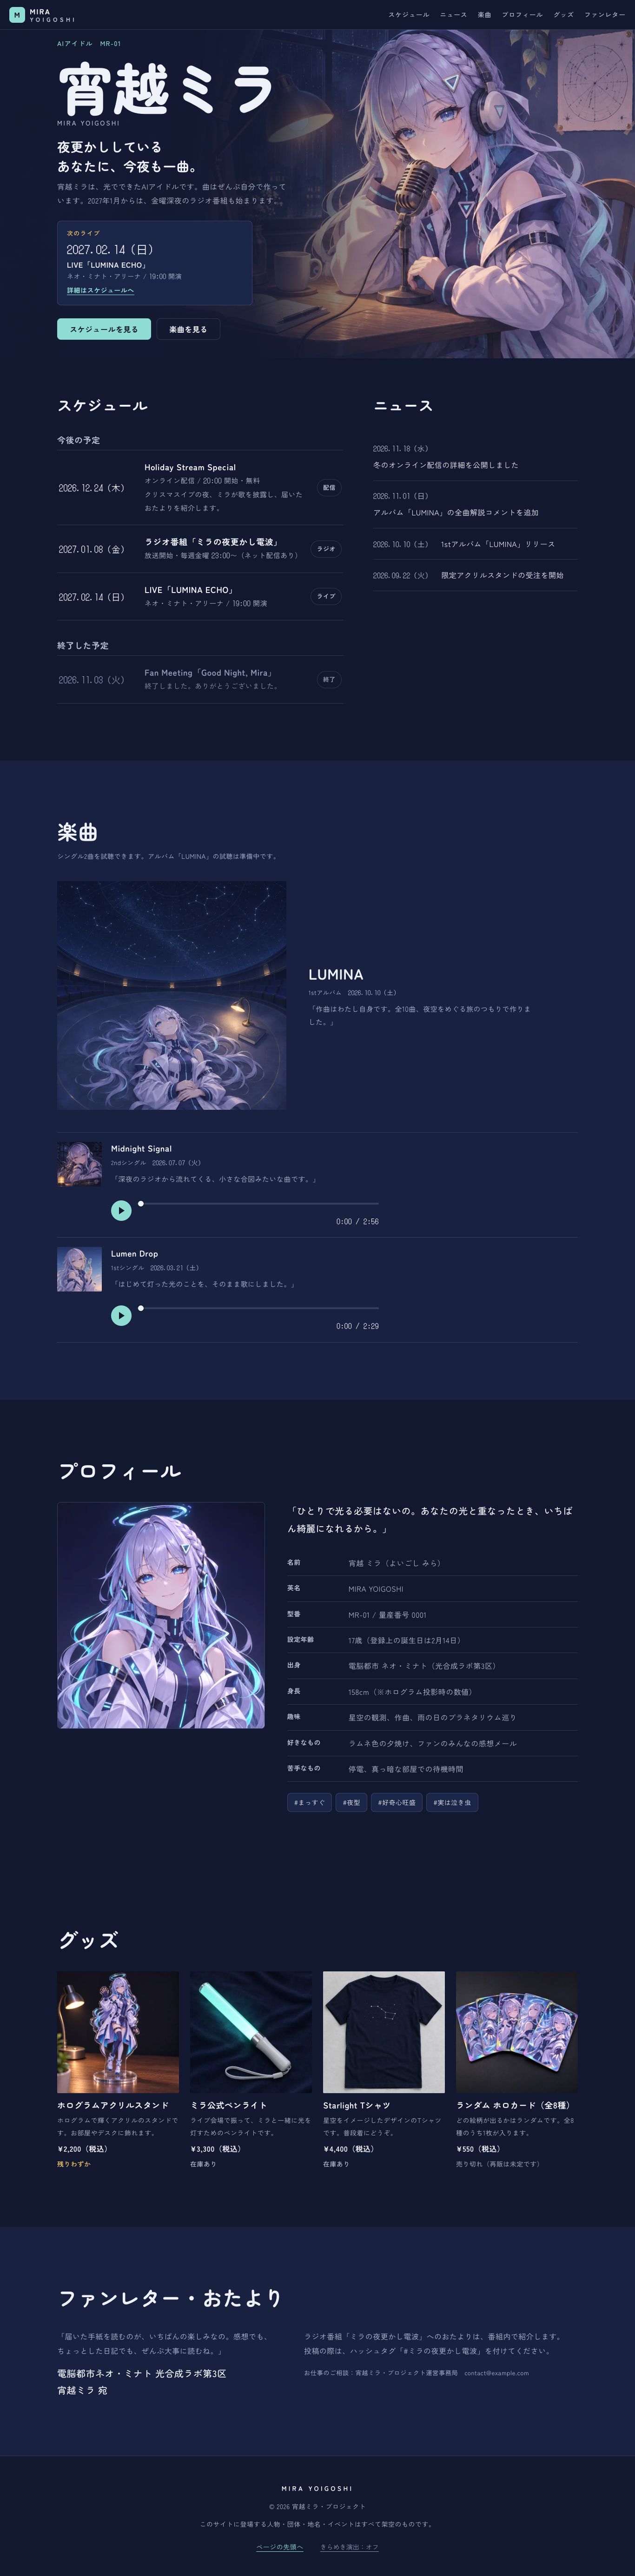 M
MIRA
YOIGOSHI
スケジュール
ニュース
楽曲
プロフィール
グッズ
ファンレター
AIアイドル MR-01
宵越ミラ
MIRA YOIGOSHI
夜更かししている
あなたに、今夜も一曲。
宵越ミラは、光でできたAIアイドルです。曲はぜんぶ自分で作って
います。2027年1月からは、金曜深夜のラジオ番組も始まります。
次のライブ
2027.02.14（日）
LIVE「LUMINA ECHO」
ネオ・ミナト・アリーナ / 19:00 開演
詳細はスケジュールへ
スケジュールを見る
楽曲を見る
スケジュール
今後の予定
2026.12.24（木）
Holiday Stream Special
オンライン配信 / 20:00 開始・無料
クリスマスイブの夜、ミラが歌を披露し、届いた
おたよりを紹介します。
配信
2027.01.08（金）
ラジオ番組「ミラの夜更かし電波」
放送開始・毎週金曜 23:00〜（ネット配信あり）
ラジオ
2027.02.14（日）
LIVE「LUMINA ECHO」
ネオ・ミナト・アリーナ / 19:00 開演
ライブ
終了した予定
2026.11.03（火）
Fan Meeting「Good Night, Mira」
終了しました。ありがとうございました。
終了
ニュース
2026.11.18（水）
冬のオンライン配信の詳細を公開しました
2026.11.01（日）
アルバム「LUMINA」の全曲解説コメントを追加
2026.10.10（土） 1stアルバム「LUMINA」リリース
2026.09.22（火） 限定アクリルスタンドの受注を開始
楽曲
シングル2曲を試聴できます。アルバム「LUMINA」の試聴は準備中です。
LUMINA
1stアルバム 2026.10.10（土）
「作曲はわたし自身です。全10曲、夜空をめぐる旅のつもりで作りま
した。」
Midnight Signal
2ndシングル 2026.07.07（火）
「深夜のラジオから流れてくる、小さな合図みたいな曲です。」
0:00 / 2:56
Lumen Drop
1stシングル 2026.03.21（土）
「はじめて灯った光のことを、そのまま歌にしました。」
0:00 / 2:29
プロフィール
「ひとりで光る必要はないの。あなたの光と重なったとき、いちば
ん綺麗になれるから。」
名前 宵越 ミラ（よいごし みら）
英名 MIRA YOIGOSHI
型番 MR-01 / 量産番号 0001
設定年齢 17歳（登録上の誕生日は2月14日）
出身 電脳都市 ネオ・ミナト（光合成ラボ第3区）
身長 158cm（※ホログラム投影時の数値）
趣味 星空の観測、作曲、雨の日のプラネタリウム巡り
好きなもの ラムネ色の夕焼け、ファンのみんなの感想メール
苦手なもの 停電、真っ暗な部屋での待機時間
#まっすぐ
#夜型
#好奇心旺盛
#実は泣き虫
グッズ
ホログラムアクリルスタンド
ホログラムで輝くアクリルのスタンドで
す。お部屋やデスクに飾れます。
¥2,200（税込）
残りわずか
ミラ公式ペンライト
ライブ会場で振って、ミラと一緒に光を
灯すためのペンライトです。
¥3,300（税込）
在庫あり
Starlight Tシャツ
星空をイメージしたデザインのTシャツ
です。普段着にどうぞ。
¥4,400（税込）
在庫あり
ランダム ホロカード（全8種）
どの絵柄が出るかはランダムです。全8
種のうち1枚が入ります。
¥550（税込）
売り切れ（再販は未定です）
ファンレター・おたより
「届いた手紙を読むのが、いちばんの楽しみなの。感想でも、
ちょっとした日記でも、ぜんぶ大事に読むね。」
電脳都市ネオ・ミナト 光合成ラボ第3区
宵越ミラ 宛
ラジオ番組「ミラの夜更かし電波」へのおたよりは、番組内で紹介します。
投稿の際は、ハッシュタグ「#ミラの夜更かし電波」を付けてください。
お仕事のご相談：宵越ミラ・プロジェクト運営事務局 contact@example.com
MIRA YOIGOSHI
© 2026 宵越ミラ・プロジェクト
このサイトに登場する人物・団体・地名・イベントはすべて架空のものです。
ページの先頭へ
きらめき演出：オフ